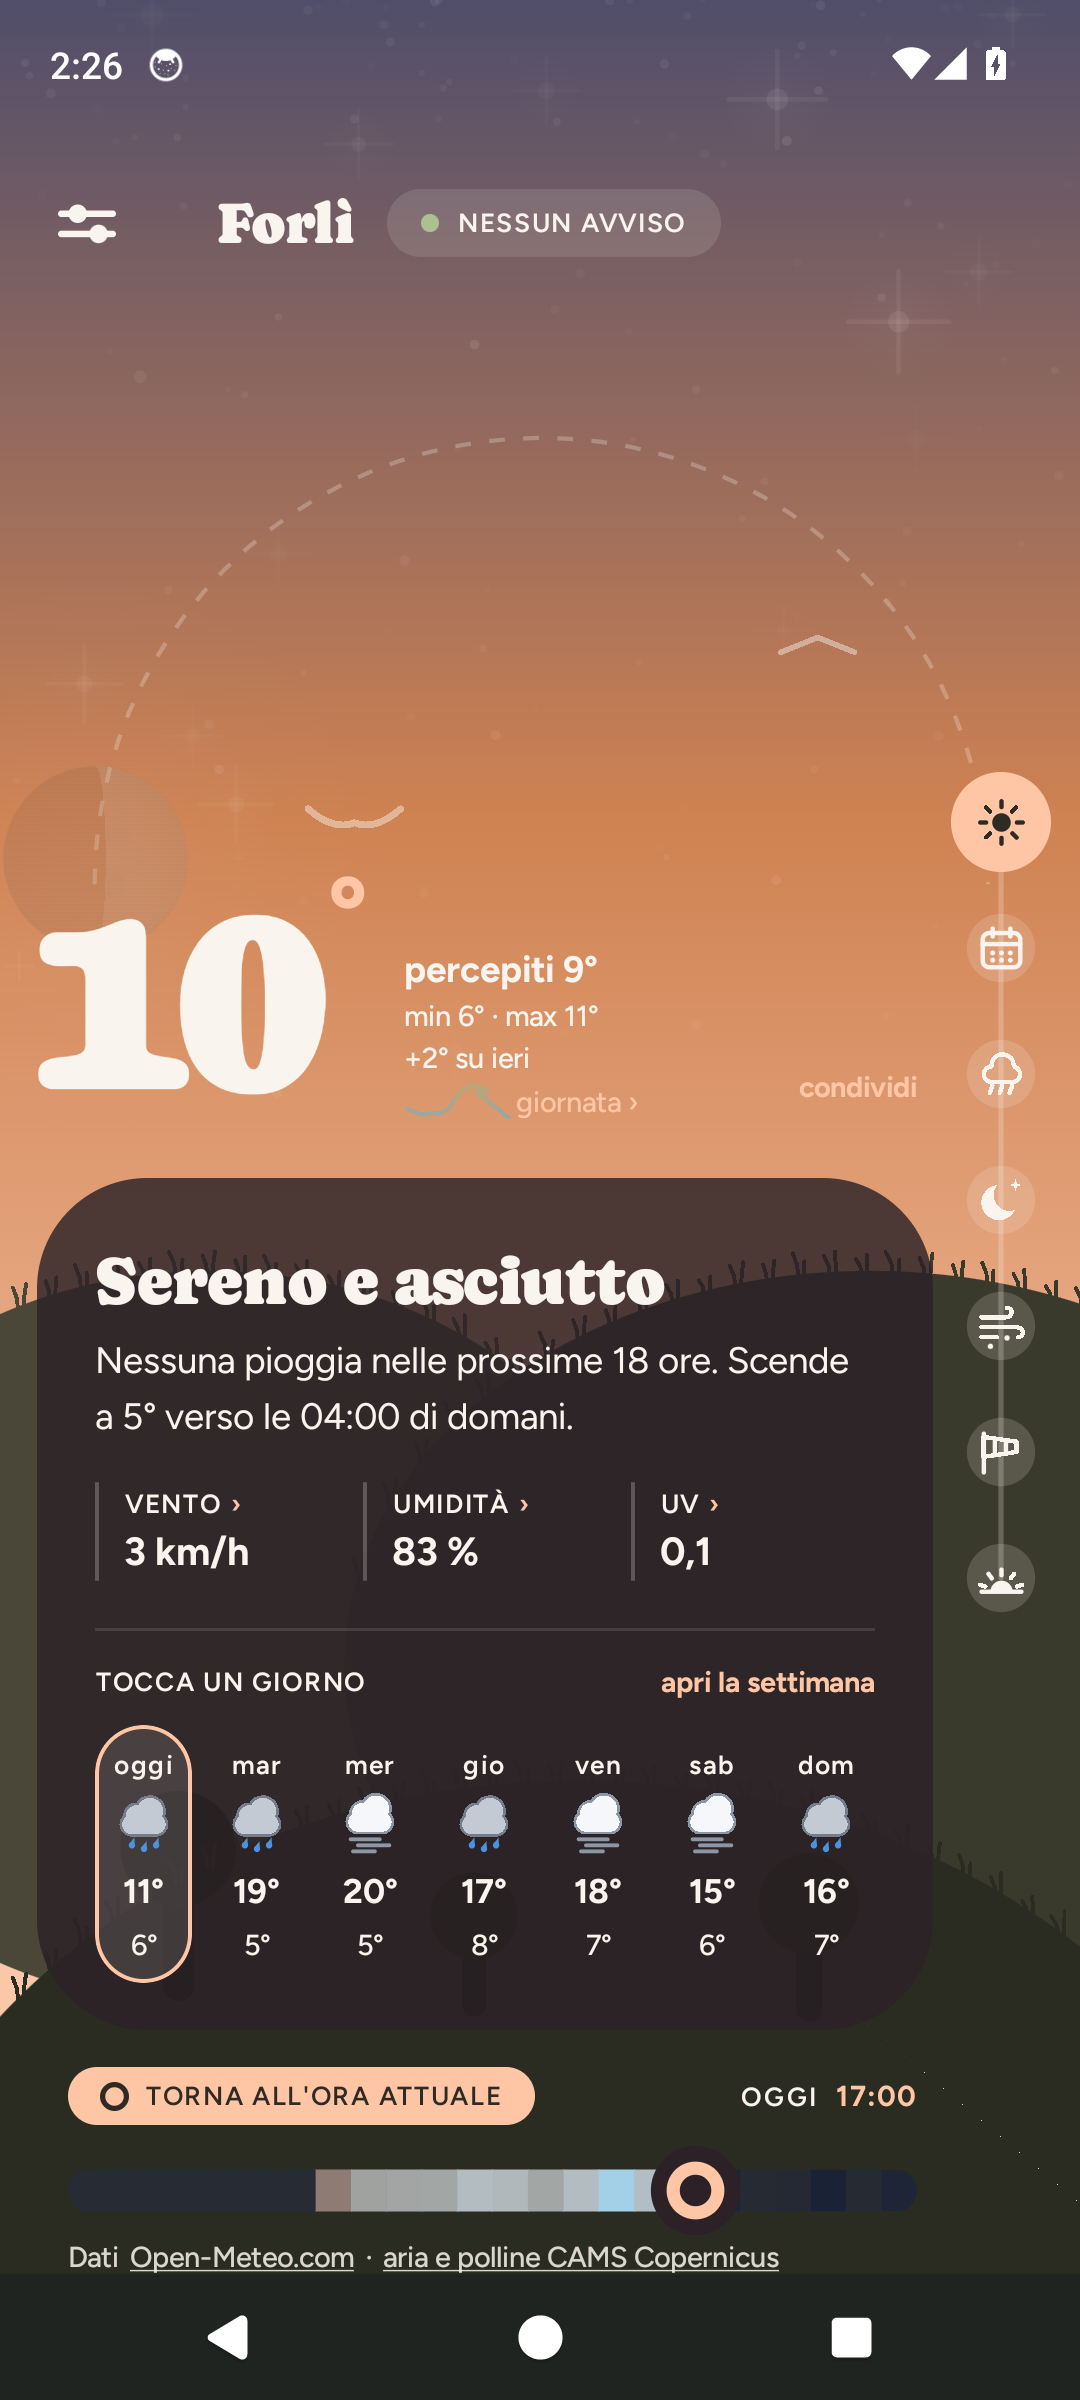 2:26
Forlì
NESSUN AVVISO
10°
percepiti 9°
min 6° · max 11°
+2° su ieri
giornata ›
condividi
Sereno e asciutto
Nessuna pioggia nelle prossime 18 ore. Scende
a 5° verso le 04:00 di domani.
VENTO › UMIDITÀ › UV ›
3 km/h 83 % 0,1
TOCCA UN GIORNO apri la settimana
oggi mar mer gio ven sab dom
11° 19° 20° 17° 18° 15° 16°
6° 5° 5° 8° 7° 6° 7°
TORNA ALL'ORA ATTUALE OGGI 17:00
Dati Open-Meteo.com · aria e polline CAMS Copernicus